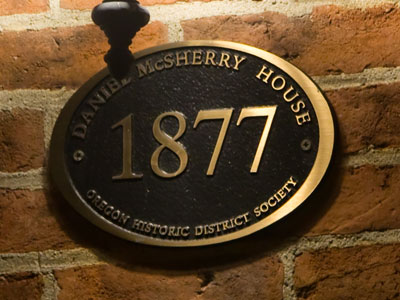 DANIEL McSHERRY HOUSE
1877
OREGON HISTORIC DISTRICT SOCIETY